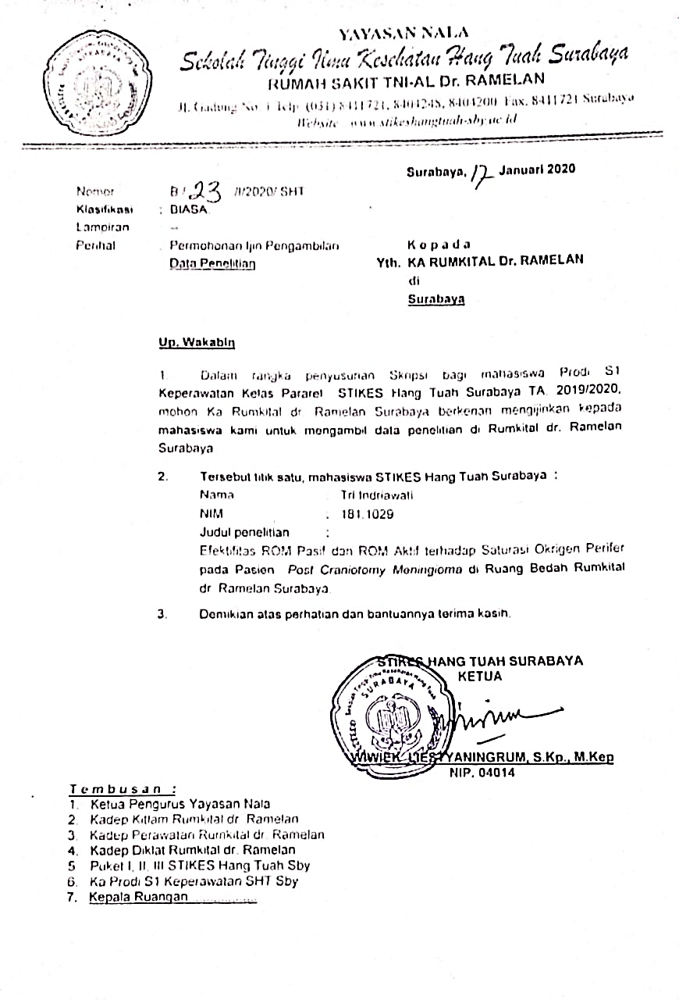 YAYASAN NALA
Sekolah Tinggi Ilmu Kesehatan Hang Tuah Surabaya
RUMAH SAKIT TNI-AL Dr. RAMELAN
Jl. Gadung No. 1 Telp. (031) 8411721, 8404248, 8404200 Fax. 8411721 Surabaya
Website : www.stikeshangtuah-sby.ac.id
Surabaya, 17 Januari 2020
Nomor B / 23 /I/2020/ SHT
Klasifikasi : BIASA
Lampiran --
Perihal : Permohonan Ijin Pengambilan
Data Penelitian
Kepada
Yth. KA RUMKITAL Dr. RAMELAN
di
Surabaya
Up. Wakabin
1. Dalam rangka penyusunan Skripsi bagi mahasiswa Prodi S1
Keperawatan Kelas Pararel STIKES Hang Tuah Surabaya TA. 2019/2020,
mohon Ka Rumkital dr. Ramelan Surabaya berkenan mengijinkan kepada
mahasiswa kami untuk mengambil data penelitian di Rumkital dr. Ramelan
Surabaya
2. Tersebut titik satu, mahasiswa STIKES Hang Tuah Surabaya :
Nama : Tri Indriawati
NIM : 181.1029
Judul penelitian :
Efektifitas ROM Pasif dan ROM Aktif terhadap Saturasi Oksigen Perifer
pada Pasien Post Craniotomy Meningioma di Ruang Bedah Rumkital
dr. Ramelan Surabaya.
3. Demikian atas perhatian dan bantuannya terima kasih.
STIKES HANG TUAH SURABAYA
KETUA
Sekolah Tinggi Ilmu Kesehatan Hang Tuah
SURABAYA
WIWIEK LIESTYANINGRUM, S.Kp., M.Kep
NIP. 04014
Tembusan :
1. Ketua Pengurus Yayasan Nala
2. Kadep Kitlam Rumkital dr. Ramelan
3. Kadep Perawatan Rumkital dr. Ramelan
4. Kadep Diklat Rumkital dr. Ramelan
5 Puket I, II, III STIKES Hang Tuah Sby
6. Ka Prodi S1 Keperawatan SHT Sby
7. Kepala Ruangan ...............